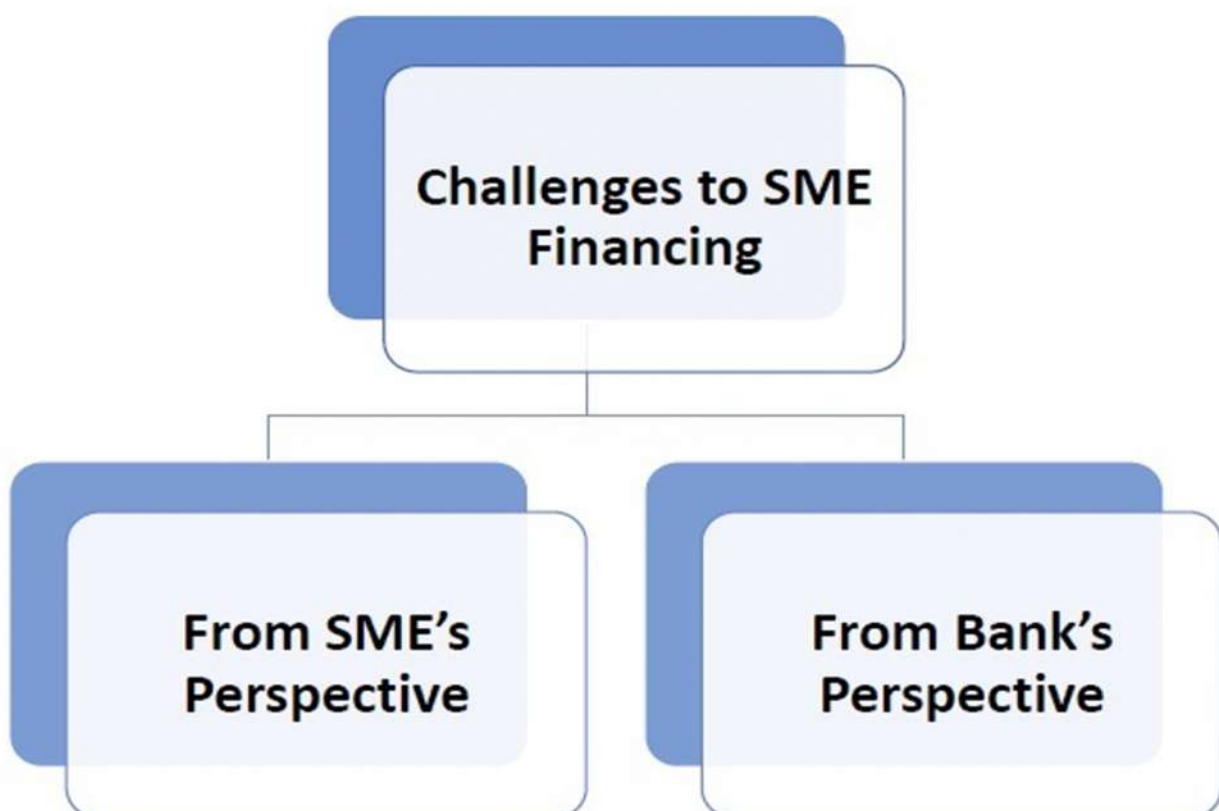 Challenges to SME
Financing
From SME’s
Perspective
From Bank’s
Perspective